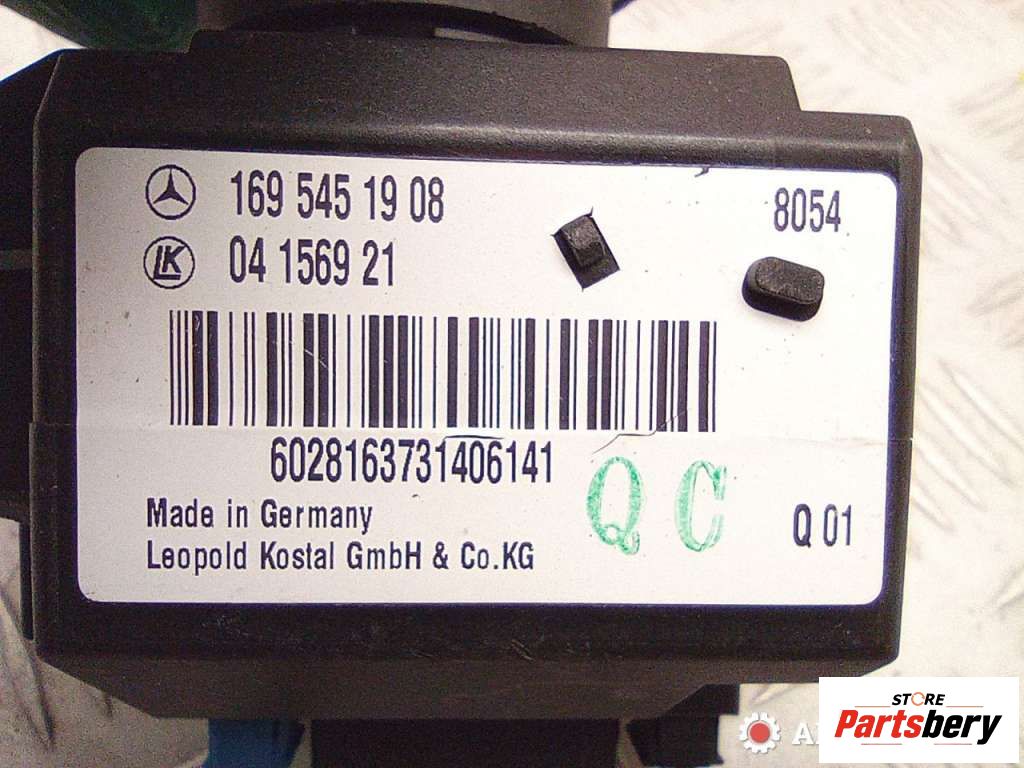 169 545 19 08
8054
LK
04 1569 21
6028163731406141
Q C
Made in Germany
Q 01
Leopold Kostal GmbH & Co.KG
STORE
Partsbery